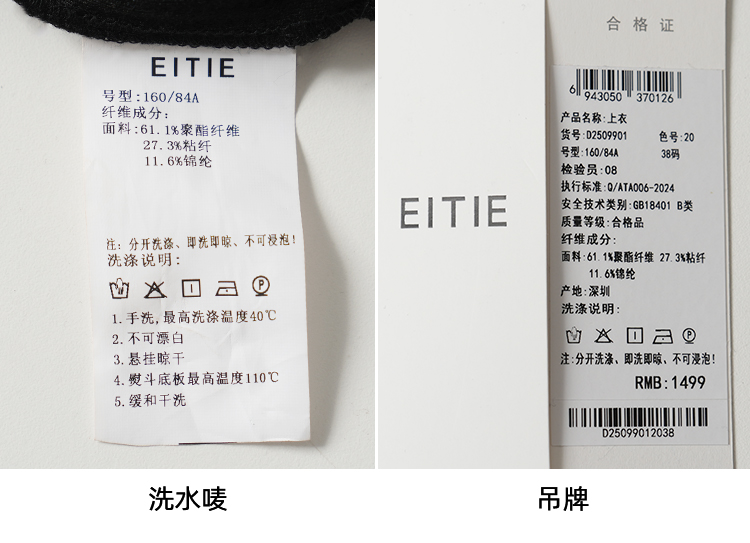 EITIE
号型:160/84A
纤维成分:
面料:61.1%聚酯纤维
27.3%粘纤
11.6%锦纶
注: 分开洗涤、即洗即晾、不可浸泡!
洗涤说明:
P
1.手洗,最高洗涤温度40℃
2.不可漂白
3.悬挂晾干
4.熨斗底板最高温度110℃
5.缓和干洗
洗水唛
EITIE
合格证
6 943050 370126
产品名称:上衣
货号:D2509901 色号:20
号型:160/84A 38码
检验员:08
执行标准:Q/ATA006-2024
安全技术类别:GB18401 B类
质量等级:合格品
纤维成分:
面料:61.1%聚酯纤维 27.3%粘纤
11.6%锦纶
产地:深圳
洗涤说明:
P
注:分开洗涤、即洗即晾、不可浸泡!
RMB:1499
D25099012038
吊牌